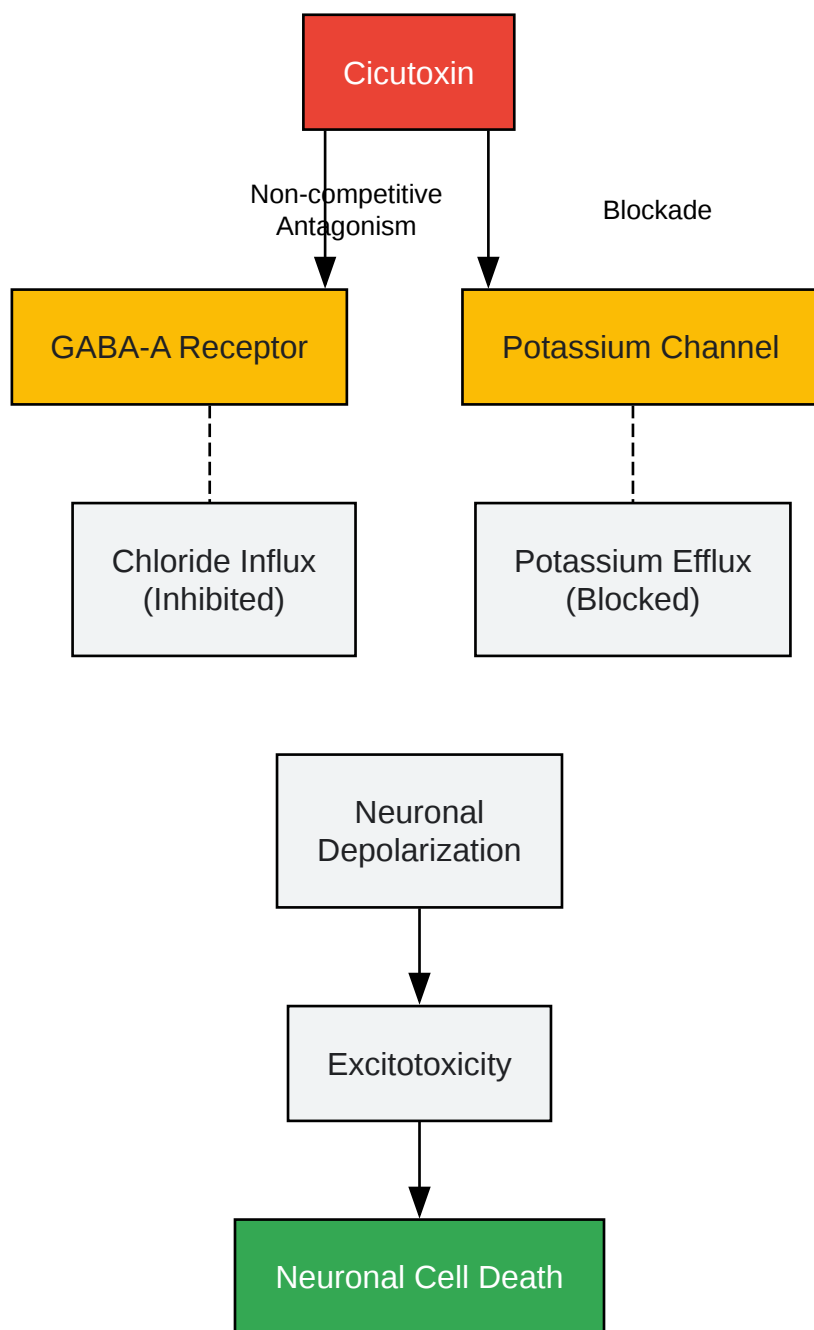 Cicutoxin
Non-competitive
Antagonism
Blockade
GABA-A Receptor
Potassium Channel
Chloride Influx
(Inhibited)
Potassium Efflux
(Blocked)
Neuronal
Depolarization
Excitotoxicity
Neuronal Cell Death